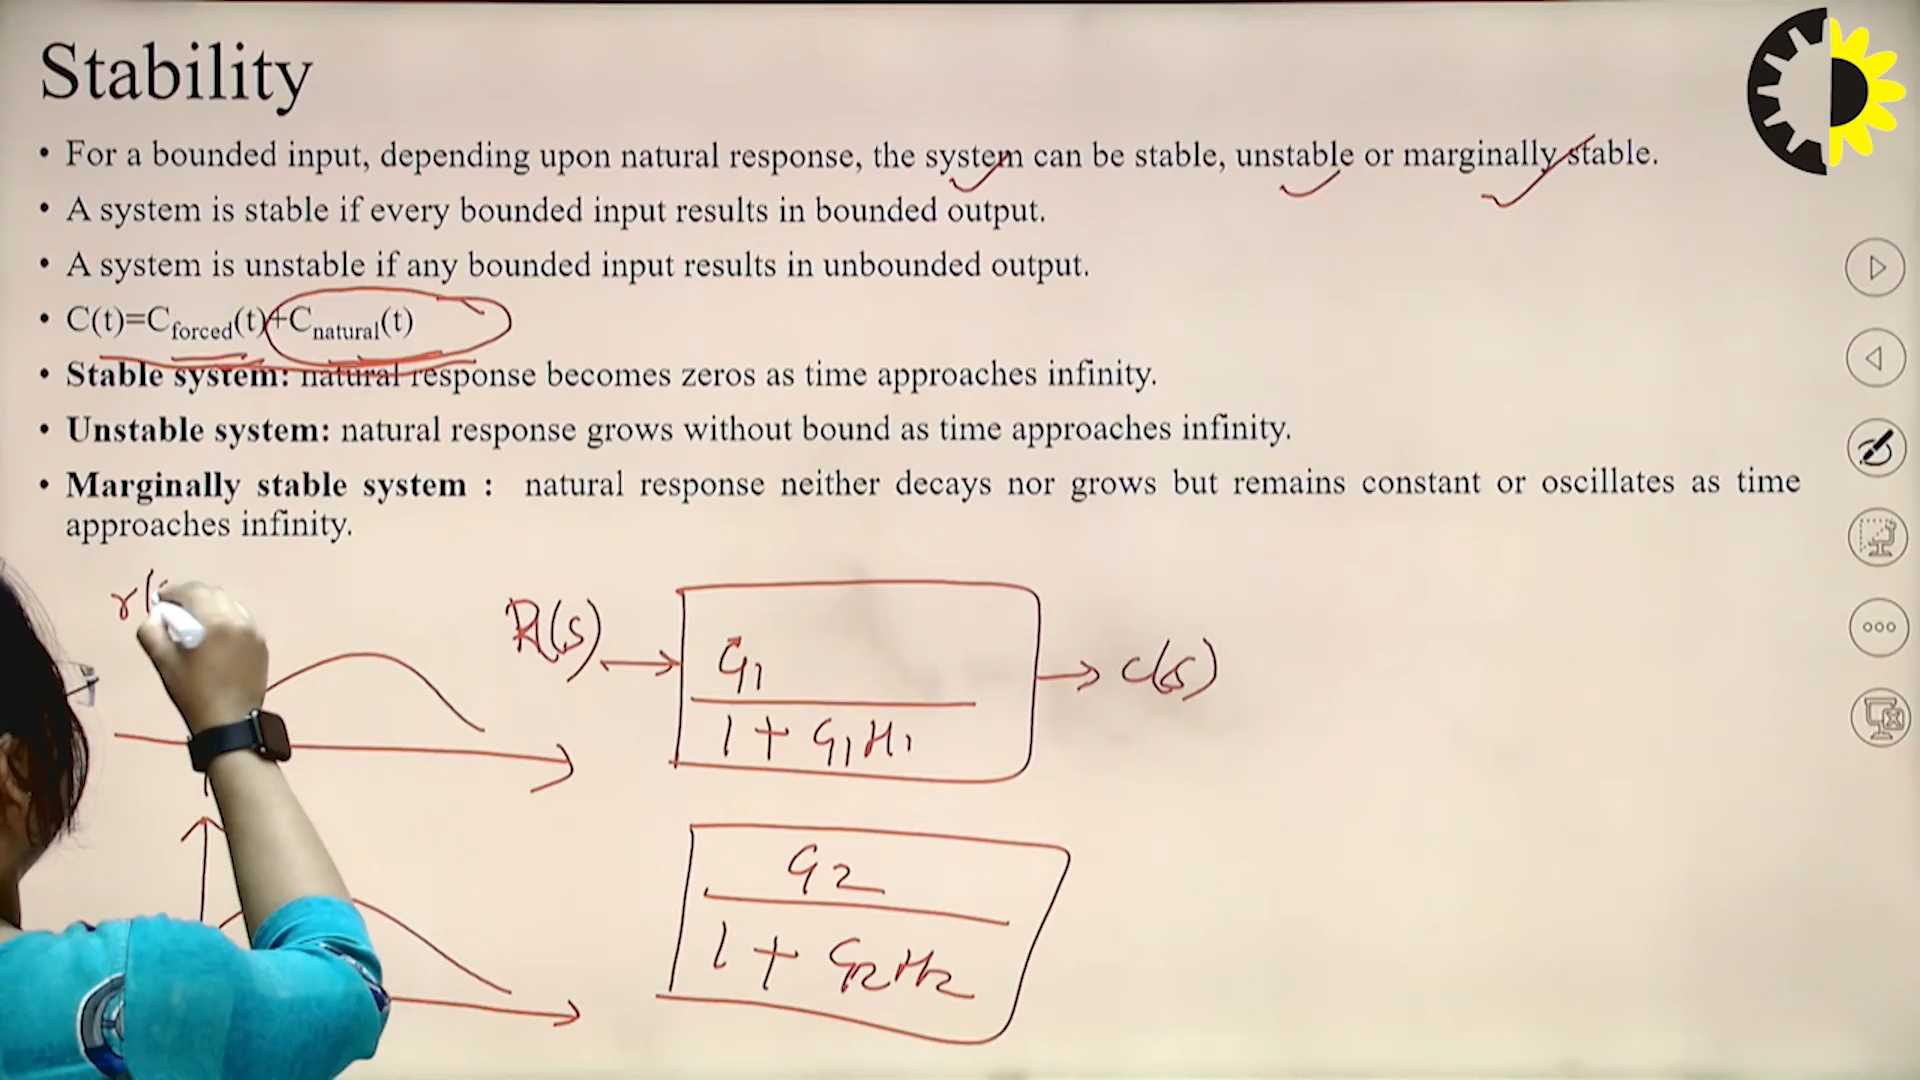 Stability
• For a bounded input, depending upon natural response, the system can be stable, unstable or marginally stable.
• A system is stable if every bounded input results in bounded output.
• A system is unstable if any bounded input results in unbounded output.
• C(t)=Cforced(t)+Cnatural(t)
• Stable system: natural response becomes zeros as time approaches infinity.
• Unstable system: natural response grows without bound as time approaches infinity.
• Marginally stable system : natural response neither decays nor grows but remains constant or oscillates as time
approaches infinity.
r(
R(s)
G1
1 + G1H1
C(s)
G2
1 + G2H2